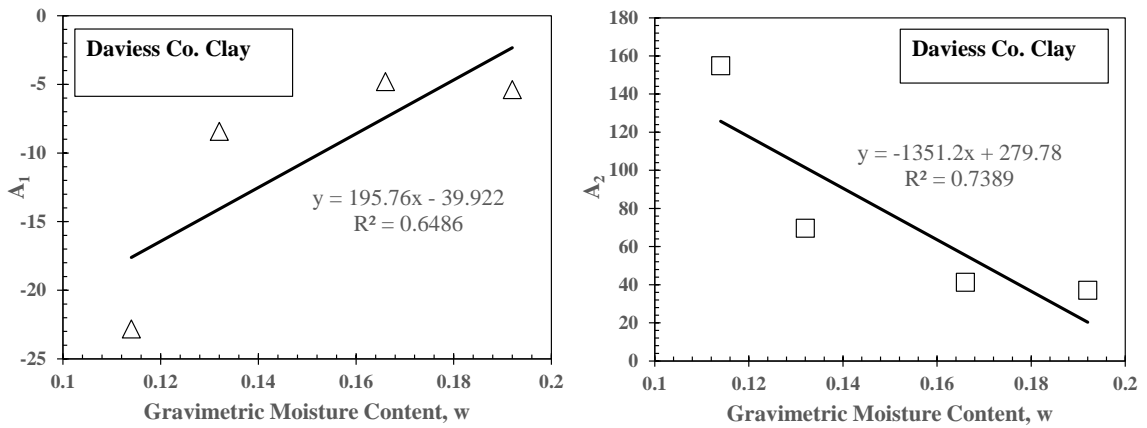 Daviess Co. Clay
0
-5
-10
-15
-20
-25
A₁
y = 195.76x - 39.922
R² = 0.6486
0.1 0.12 0.14 0.16 0.18 0.2
Gravimetric Moisture Content, w
Daviess Co. Clay
180
160
140
120
100
80
60
40
20
0
A₂
y = -1351.2x + 279.78
R² = 0.7389
0.1 0.12 0.14 0.16 0.18 0.2
Gravimetric Moisture Content, w